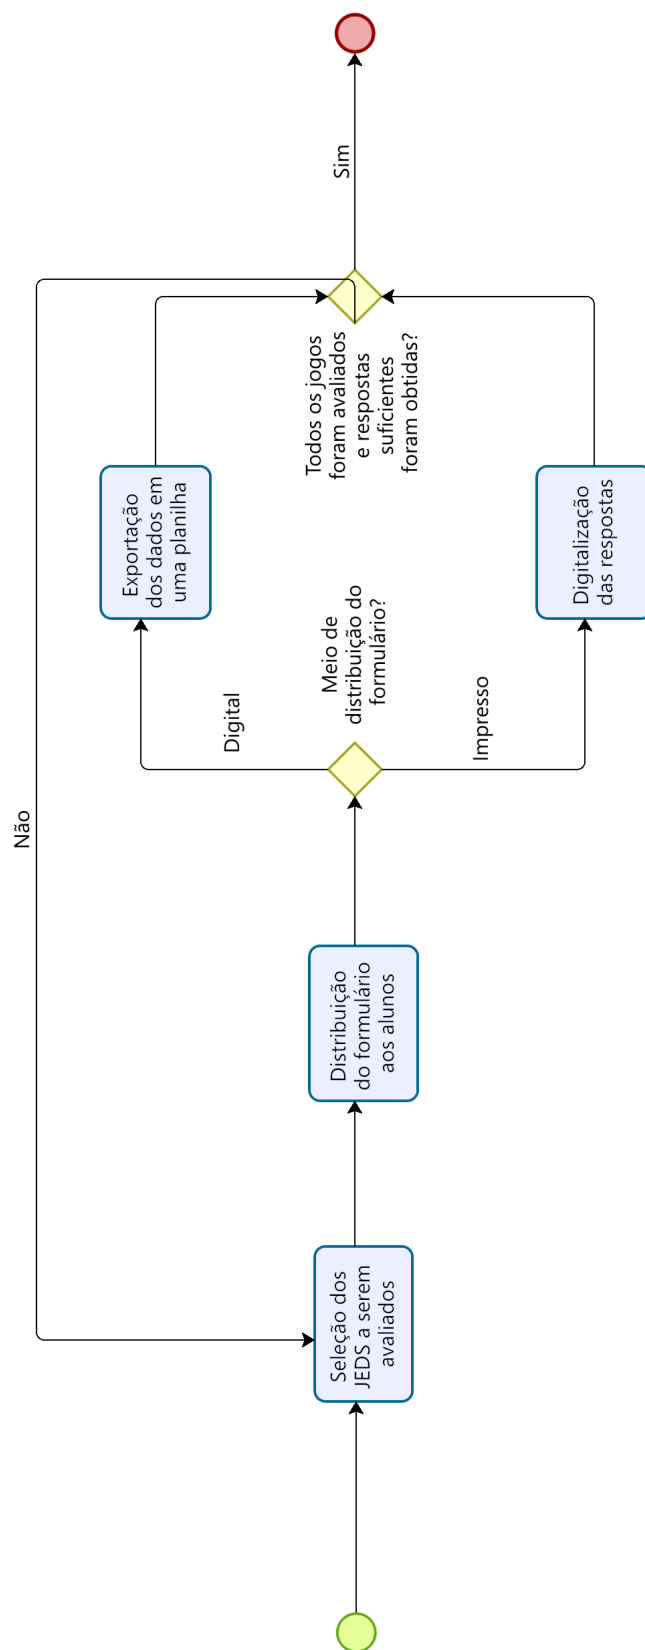 Seleção dos
JEDS a serem
avaliados
Distribuição
do formulário
aos alunos
Meio de
distribuição do
formulário?
Digital
Impresso
Exportação
dos dados em
uma planilha
Digitalização
das respostas
Todos os jogos
foram avaliados
e respostas
suficientes
foram obtidas?
Não
Sim